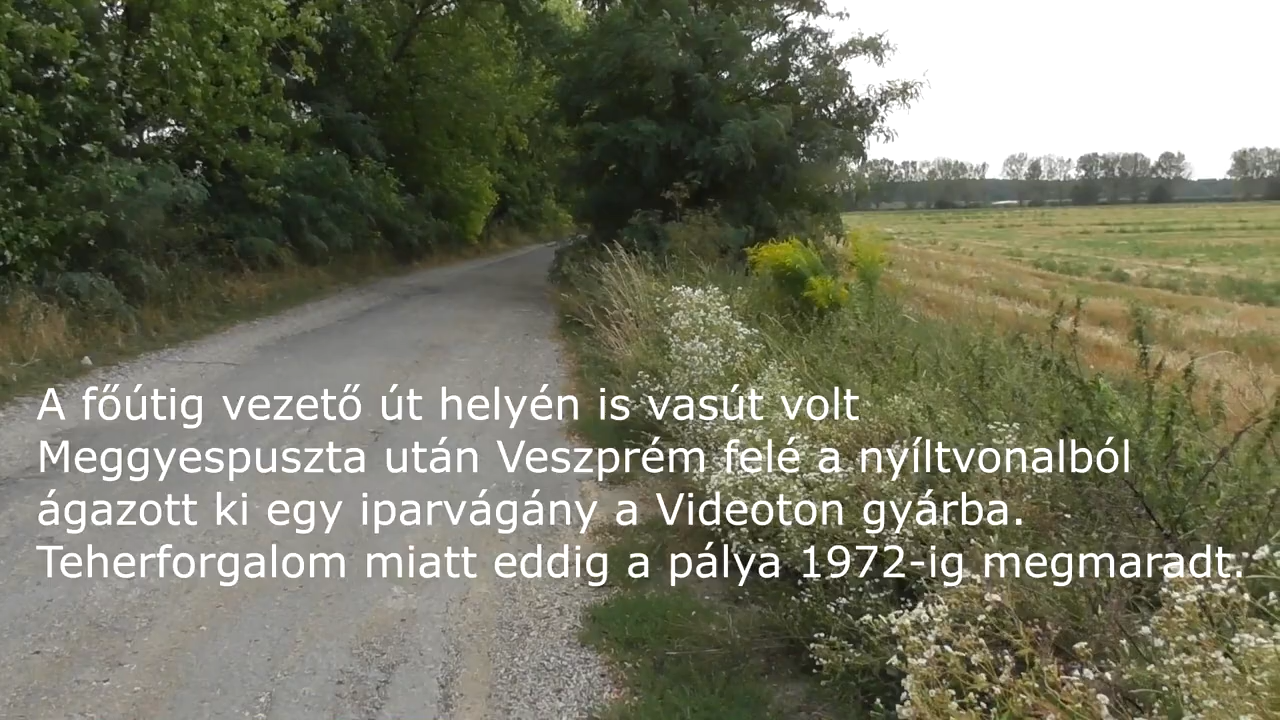 A főútig vezető út helyén is vasút volt
Meggyespuszta után Veszprém felé a nyíltvonalból
ágazott ki egy iparvágány a Videoton gyárba.
Teherforgalom miatt eddig a pálya 1972-ig megmaradt.